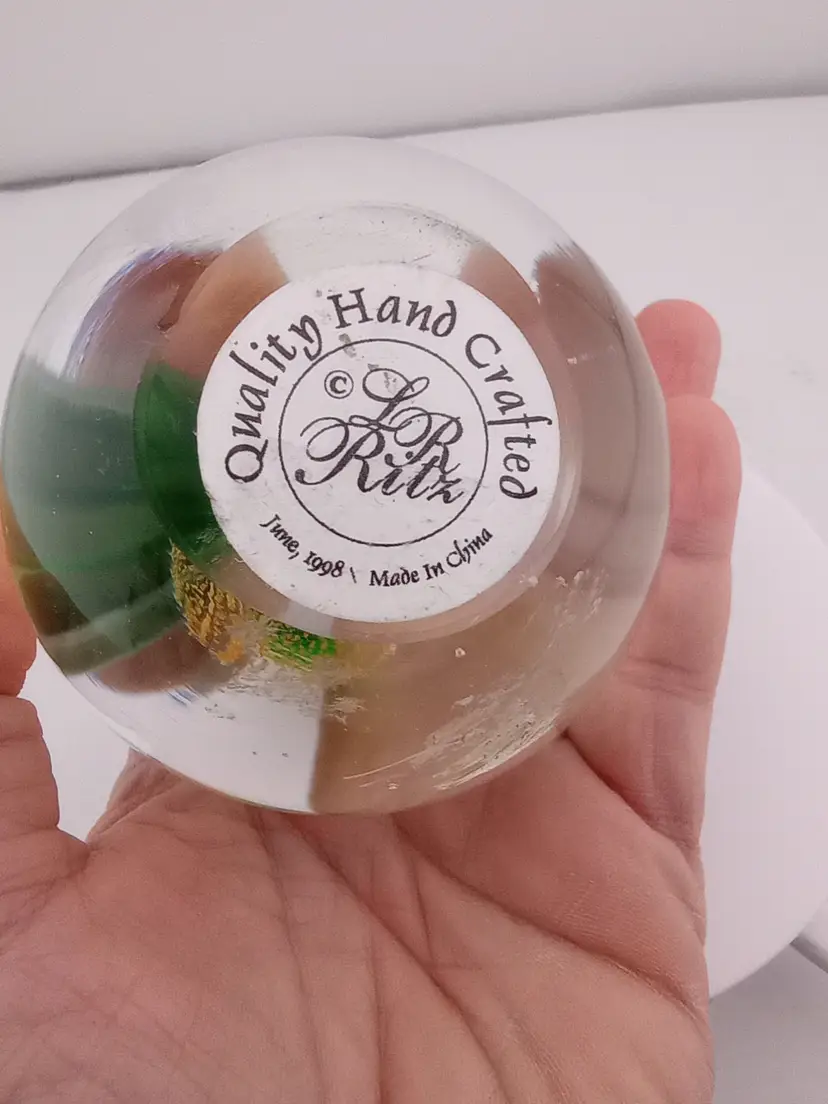 Quality Hand Crafted
© LR
Ritz
June, 1998 \ Made In China